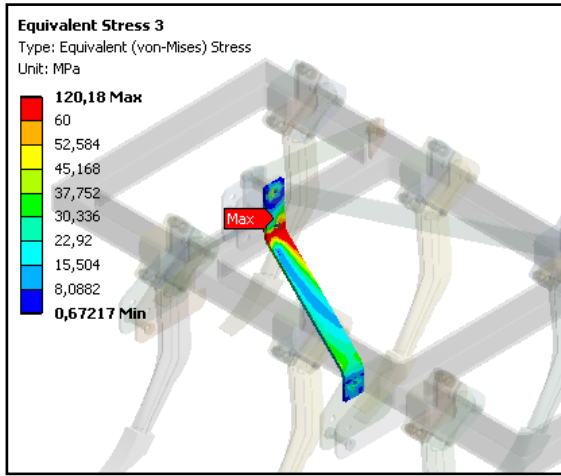 Equivalent Stress 3
Type: Equivalent (von-Mises) Stress
Unit: MPa
120,18 Max
60
52,584
45,168
37,752
30,336
22,92
15,504
8,0882
0,67217 Min
Max